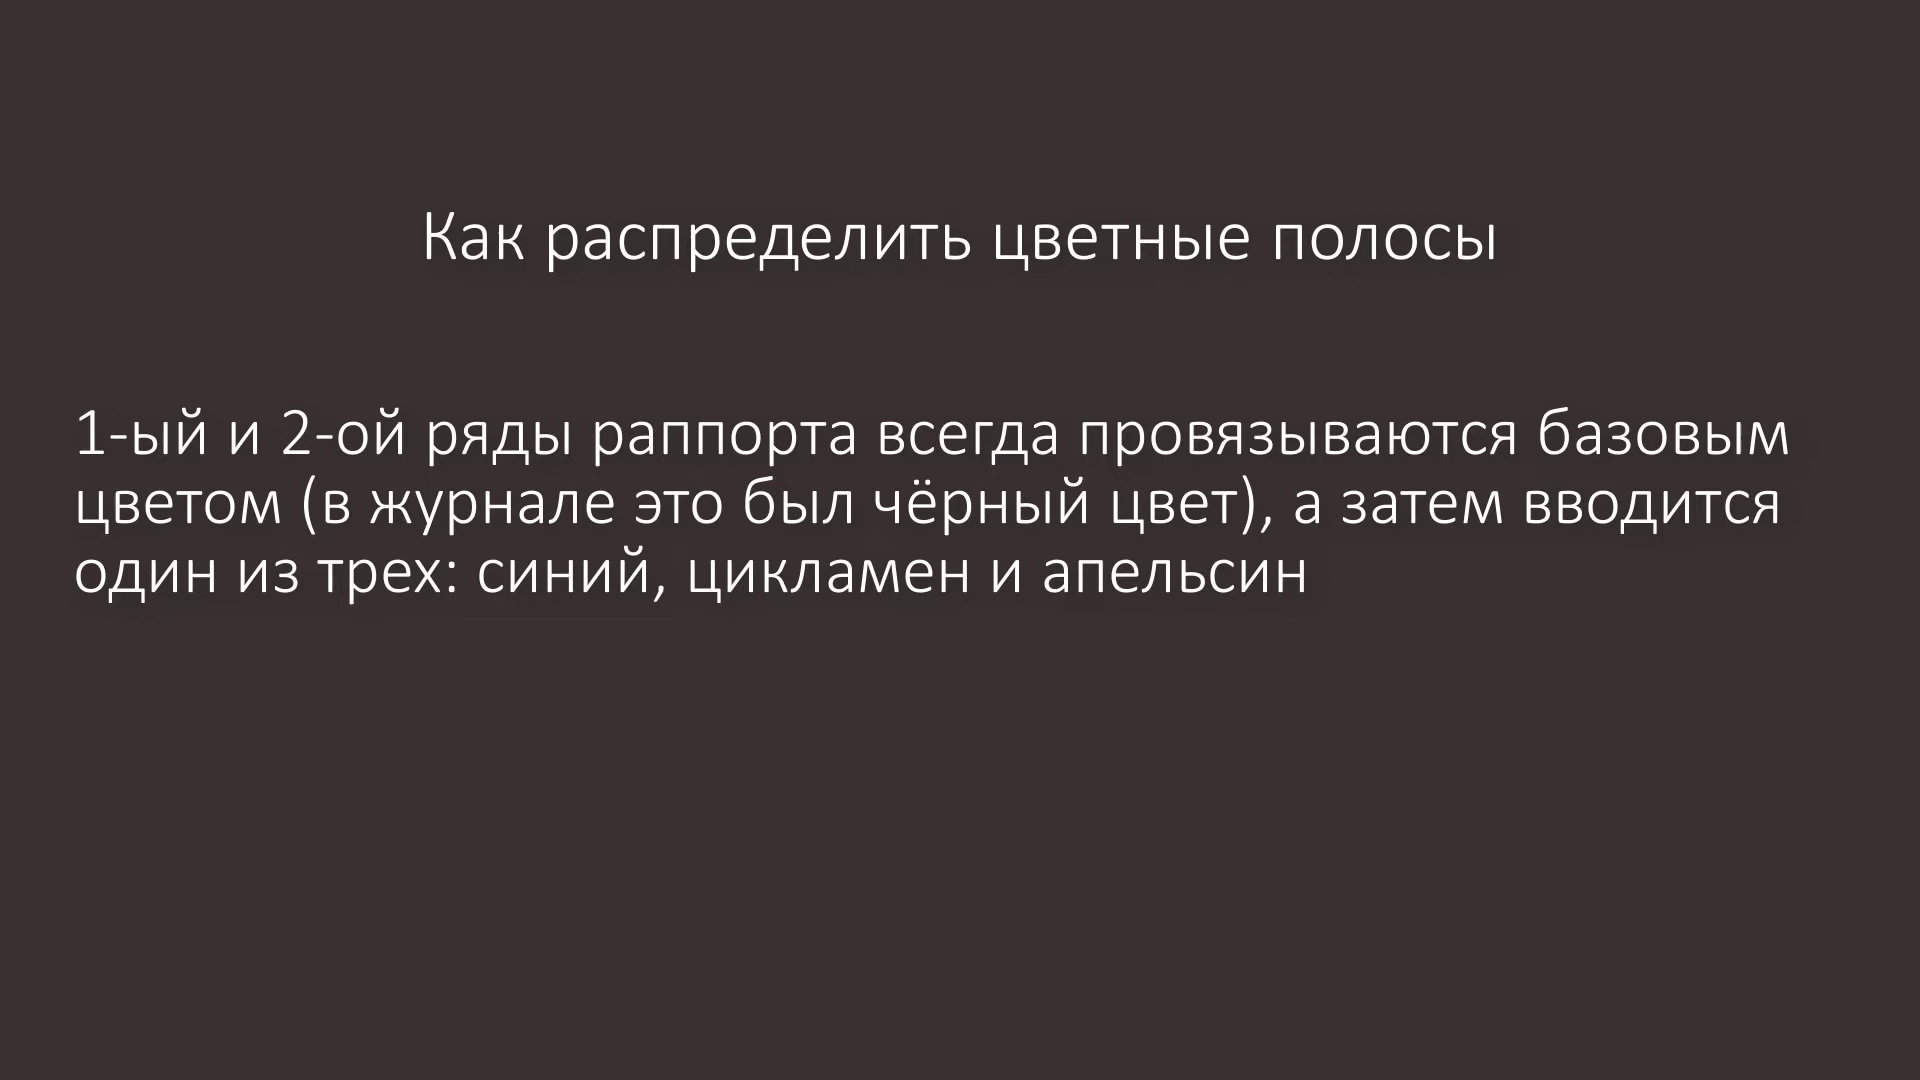 Как распределить цветные полосы
1-ый и 2-ой ряды раппорта всегда провязываются базовым
цветом (в журнале это был чёрный цвет), а затем вводится
один из трех: синий, цикламен и апельсин